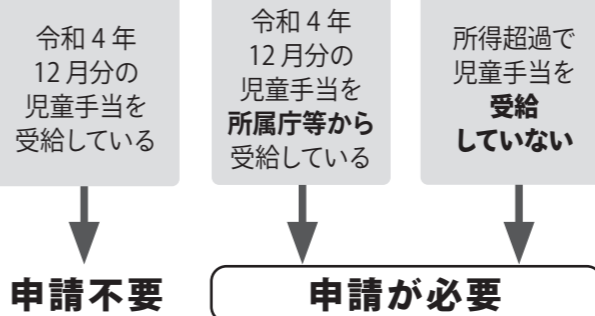 令和4年
12月分の
児童手当を
受給している
令和4年
12月分の
児童手当を
所属庁等から
受給している
所得超過で
児童手当を
受給
していない
申請不要
申請が必要